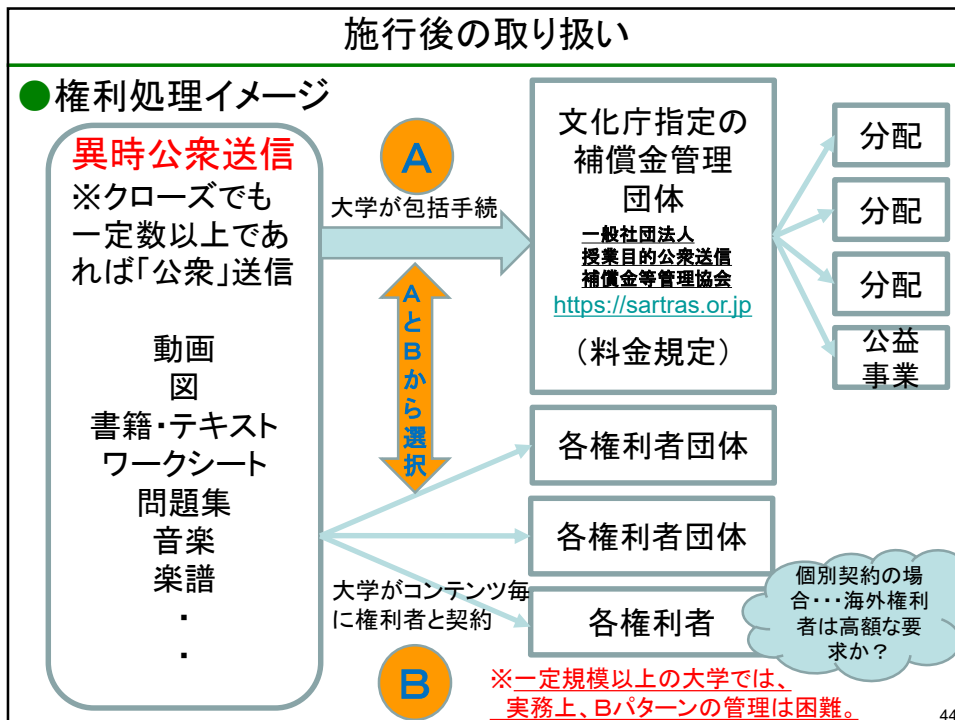 施行後の取り扱い
●権利処理イメージ
異時公衆送信
※クローズでも
一定数以上であ
れば「公衆」送信
動画
図
書籍・テキスト
ワークシート
問題集
音楽
楽譜
・
・
A
大学が包括手続
AとBから選択
大学がコンテンツ毎
に権利者と契約
B
文化庁指定の
補償金管理
団体
一般社団法人
授業目的公衆送信
補償金等管理協会
https://sartras.or.jp
（料金規定）
分配
分配
分配
公益
事業
各権利者団体
各権利者団体
各権利者
個別契約の場
合・・・海外権利
者は高額な要
求か？
※一定規模以上の大学では、
実務上、Bパターンの管理は困難。
44